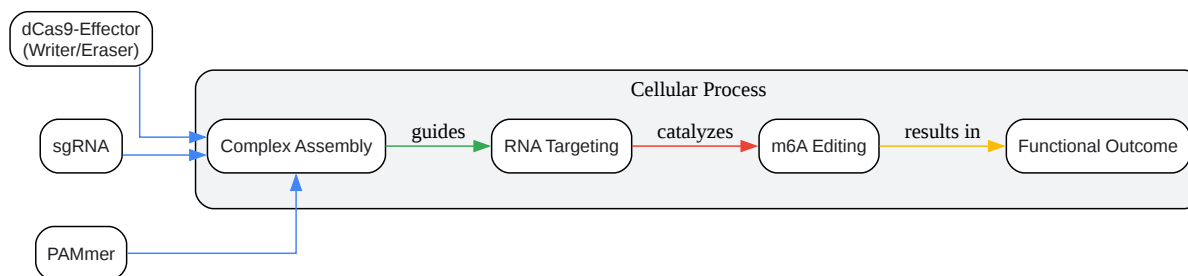 dCas9-Effector
(Writer/Eraser)
Cellular Process
sgRNA
Complex Assembly
guides
RNA Targeting
catalyzes
m6A Editing
results in
Functional Outcome
PAMmer